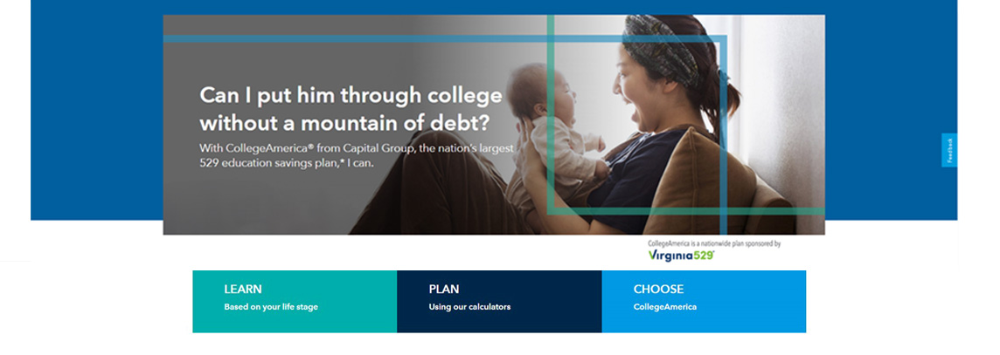 Can I put him through college
without a mountain of debt?
With CollegeAmerica® from Capital Group, the nation's largest
529 education savings plan,* I can.
Feedback
CollegeAmerica is a nationwide plan sponsored by
Virginia529℠
LEARN
Based on your life stage
PLAN
Using our calculators
CHOOSE
CollegeAmerica